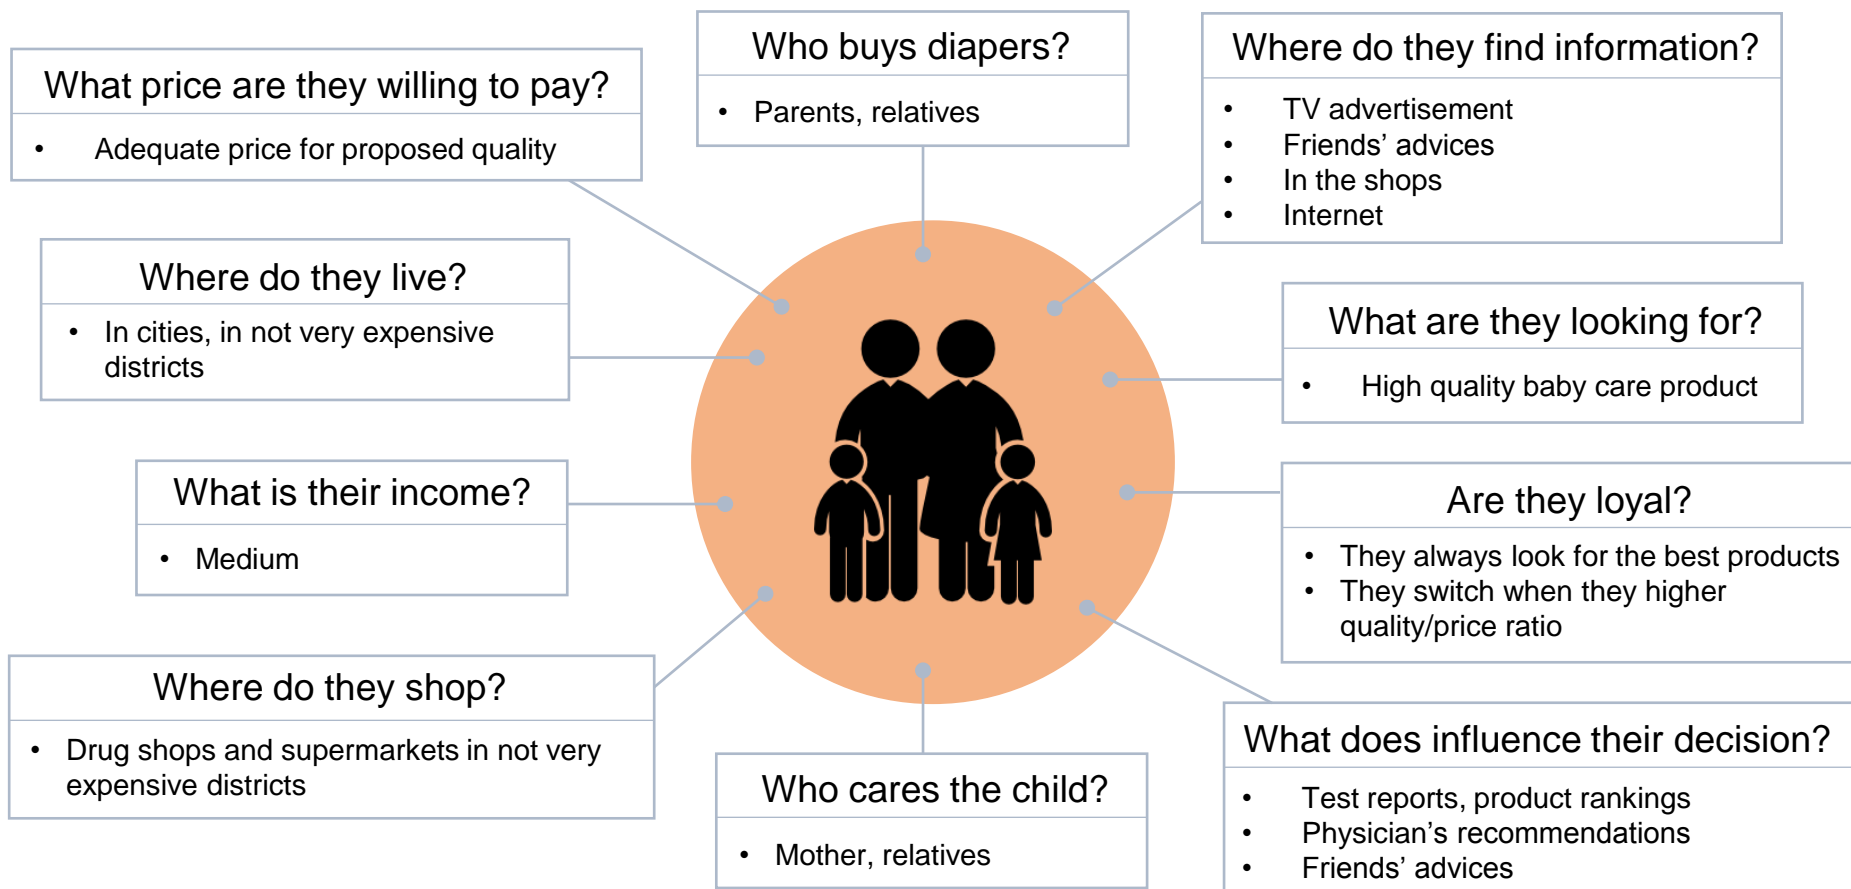 What price are they willing to pay?
• Adequate price for proposed quality
Who buys diapers?
• Parents, relatives
Where do they find information?
• TV advertisement
• Friends’ advices
• In the shops
• Internet
Where do they live?
• In cities, in not very expensive
districts
What are they looking for?
• High quality baby care product
What is their income?
• Medium
Are they loyal?
• They always look for the best products
• They switch when they higher
quality/price ratio
Where do they shop?
• Drug shops and supermarkets in not very
expensive districts
Who cares the child?
• Mother, relatives
What does influence their decision?
• Test reports, product rankings
• Physician’s recommendations
• Friends’ advices